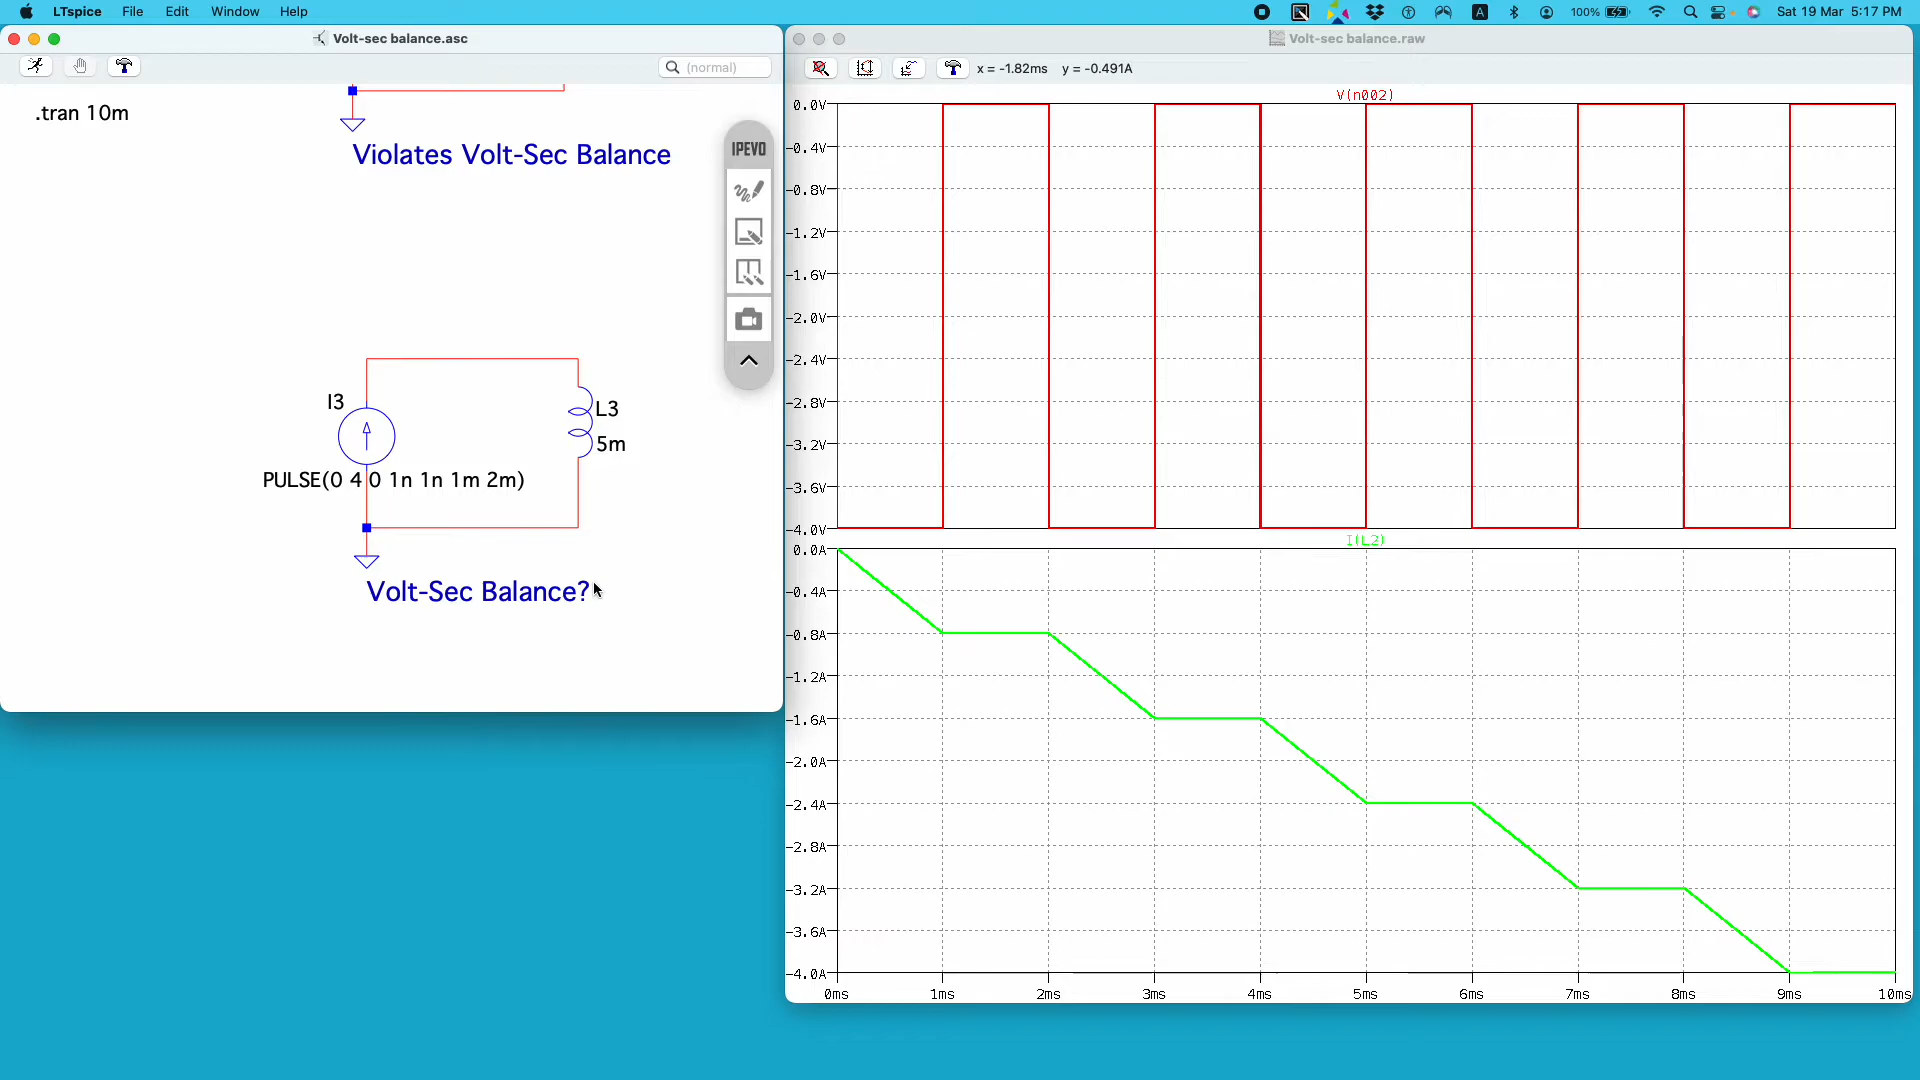 LTspice File Edit Window Help
A 100% Sat 19 Mar 5:17 PM
Volt-sec balance.asc
(normal)
.tran 10m
Violates Volt-Sec Balance
IPEVO
I3
L3
5m
PULSE(0 4 0 1n 1n 1m 2m)
Volt-Sec Balance?
Volt-sec balance.raw
x = -1.82ms y = -0.491A
V(n002)
0.0V
-0.4V
-0.8V
-1.2V
-1.6V
-2.0V
-2.4V
-2.8V
-3.2V
-3.6V
-4.0V
I(L2)
0.0A
-0.4A
-0.8A
-1.2A
-1.6A
-2.0A
-2.4A
-2.8A
-3.2A
-3.6A
-4.0A
0ms 1ms 2ms 3ms 4ms 5ms 6ms 7ms 8ms 9ms 10ms